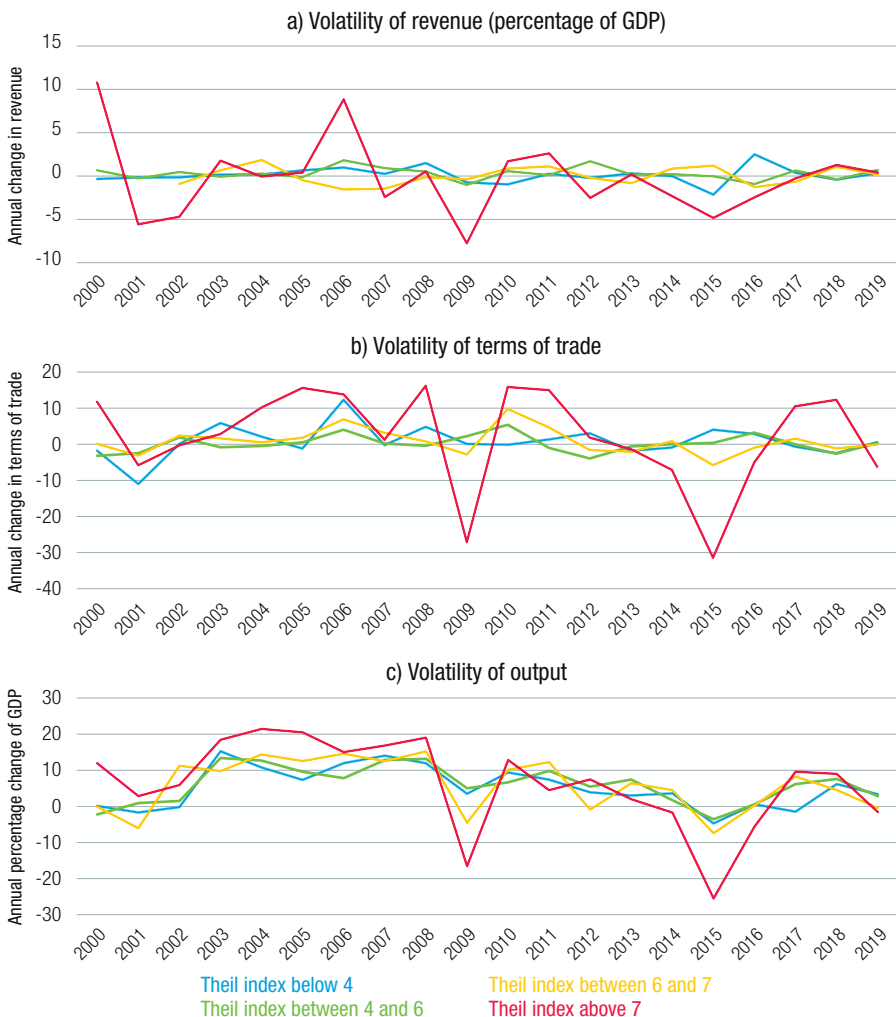 a) Volatility of revenue (percentage of GDP)
Annual change in revenue
15
10
5
0
-5
-10
2000 2001 2002 2003 2004 2005 2006 2007 2008 2009 2010 2011 2012 2013 2014 2015 2016 2017 2018 2019
b) Volatility of terms of trade
Annual change in terms of trade
20
10
0
-10
-20
-30
-40
2000 2001 2002 2003 2004 2005 2006 2007 2008 2009 2010 2011 2012 2013 2014 2015 2016 2017 2018 2019
c) Volatility of output
Annual percentage change of GDP
30
20
10
0
-10
-20
-30
2000 2001 2002 2003 2004 2005 2006 2007 2008 2009 2010 2011 2012 2013 2014 2015 2016 2017 2018 2019
Theil index below 4 Theil index between 6 and 7
Theil index between 4 and 6 Theil index above 7